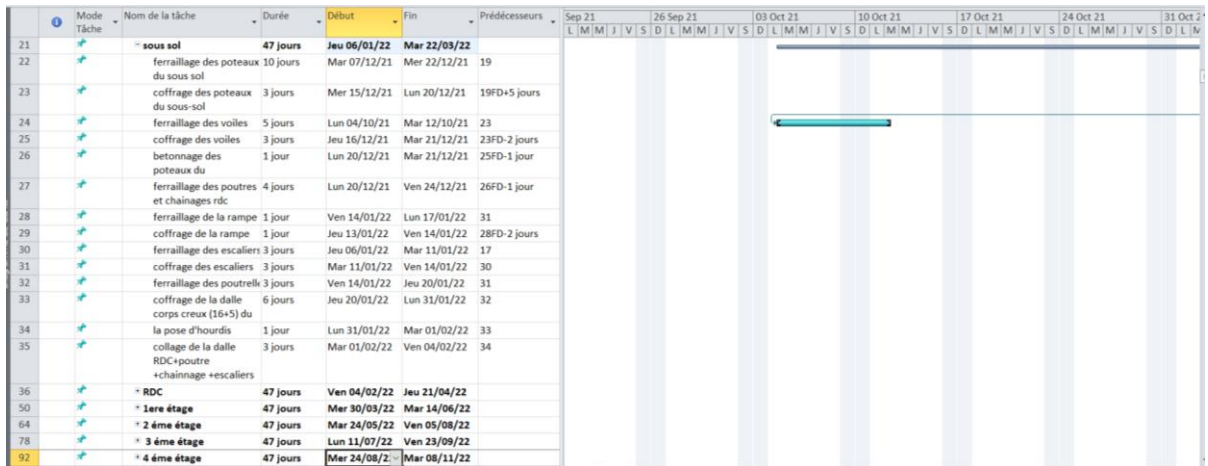 Mode Tâche Nom de la tâche Durée Début Fin Prédécesseurs Sep 21 26 Sep 21 03 Oct 21 10 Oct 21 17 Oct 21 24 Oct 21 31 Oct 2
L M M J V S D L M M J V S D L M M J V S D L M M J V S D L M M J V S D L M M J V S D L M
21 sous sol 47 jours Jeu 06/01/22 Mar 22/03/22
22 ferraillage des poteaux 10 jours Mar 07/12/21 Mer 22/12/21 19
du sous sol
23 coffrage des poteaux 3 jours Mer 15/12/21 Lun 20/12/21 19FD+5 jours
du sous-sol
24 ferraillage des voiles 5 jours Lun 04/10/21 Mar 12/10/21 23
25 coffrage des voiles 3 jours Jeu 16/12/21 Mar 21/12/21 23FD-2 jours
26 betonnage des 1 jour Lun 20/12/21 Mar 21/12/21 25FD-1 jour
poteaux du
27 ferraillage des poutres 4 jours Lun 20/12/21 Ven 24/12/21 26FD-1 jour
et chainages rdc
28 ferraillage de la rampe 1 jour Ven 14/01/22 Lun 17/01/22 31
29 coffrage de la rampe 1 jour Jeu 13/01/22 Ven 14/01/22 28FD-2 jours
30 ferraillage des escaliers 3 jours Jeu 06/01/22 Mar 11/01/22 17
31 coffrage des escaliers 3 jours Mar 11/01/22 Ven 14/01/22 30
32 ferraillage des poutrelle 3 jours Ven 14/01/22 Jeu 20/01/22 31
33 coffrage de la dalle 6 jours Jeu 20/01/22 Lun 31/01/22 32
corps creux (16+5) du
34 la pose d'hourdis 1 jour Lun 31/01/22 Mar 01/02/22 33
35 collage de la dalle 3 jours Mar 01/02/22 Ven 04/02/22 34
RDC+poutre
+chainnage +escaliers
36 RDC 47 jours Ven 04/02/22 Jeu 21/04/22
50 1ere étage 47 jours Mer 30/03/22 Mar 14/06/22
64 2 éme étage 47 jours Mar 24/05/22 Ven 05/08/22
78 3 éme étage 47 jours Lun 11/07/22 Ven 23/09/22
92 4 éme étage 47 jours Mer 24/08/2 Mar 08/11/22